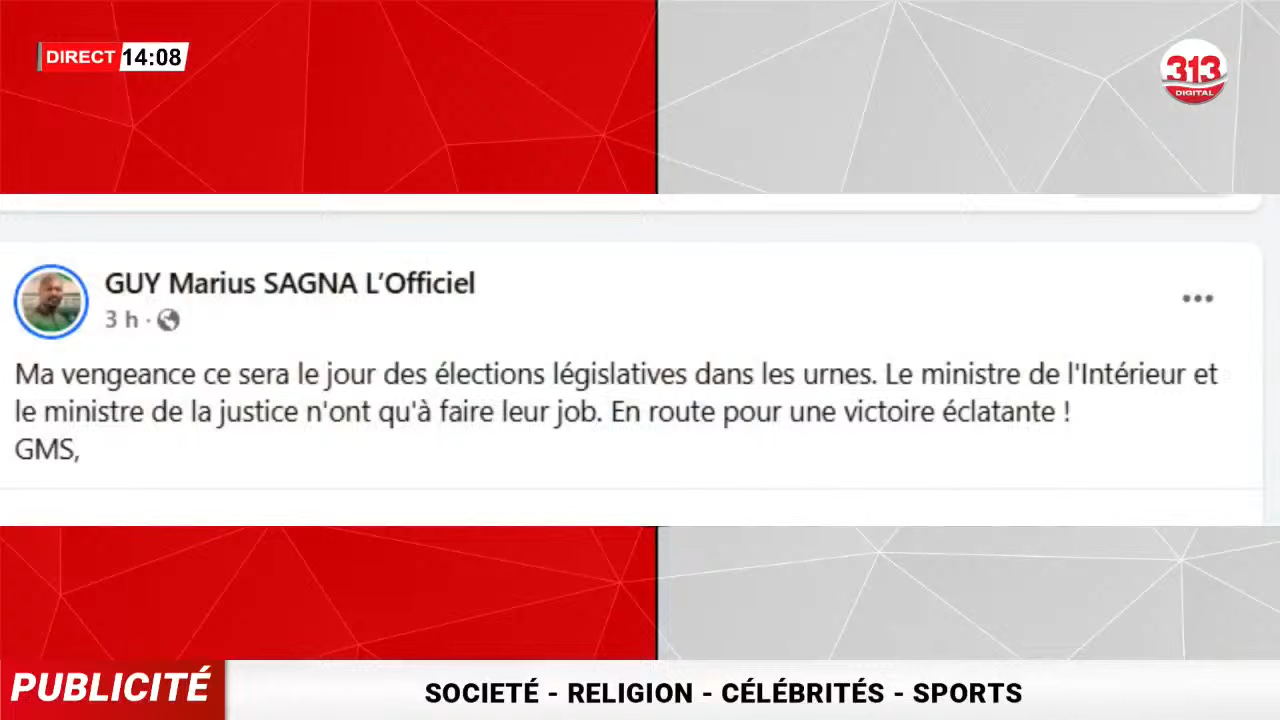 DIRECT 14:08
313
DIGITAL
GUY Marius SAGNA L’Officiel
3 h ·
Ma vengeance ce sera le jour des élections législatives dans les urnes. Le ministre de l'Intérieur et
le ministre de la justice n'ont qu'à faire leur job. En route pour une victoire éclatante !
GMS,
PUBLICITÉ
SOCIETÉ - RELIGION - CÉLÉBRITÉS - SPORTS